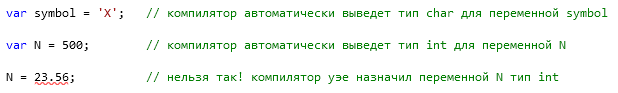 var symbol = 'X';   // компилятор автоматически выведет тип char для переменной symbol
var N = 500;        // компилятор автоматически выведет тип int для переменной N
N = 23.56;          // нельзя так! компилятор уэе назначил переменной N тип int